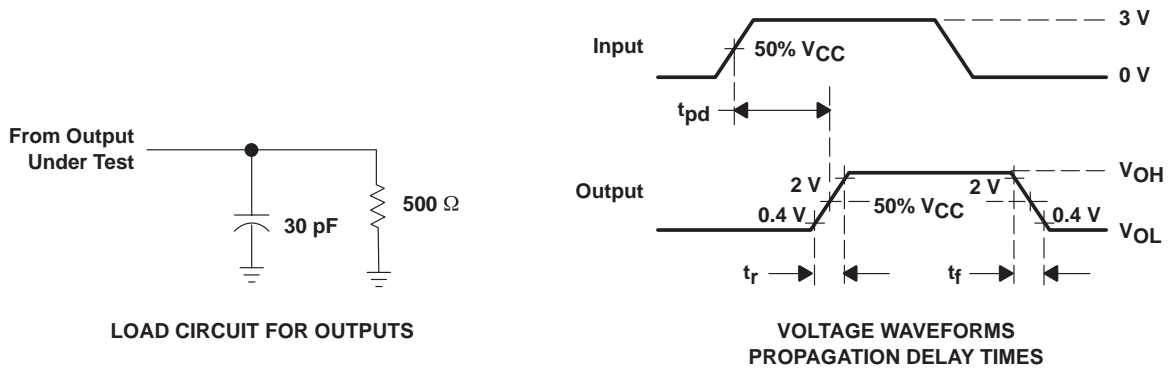 From Output
Under Test
30 pF
500 Ω
LOAD CIRCUIT FOR OUTPUTS
Input
50% VCC
3 V
0 V
tpd
Output
2 V
0.4 V
50% VCC
2 V
0.4 V
VOH
VOL
tr
tf
VOLTAGE WAVEFORMS
PROPAGATION DELAY TIMES